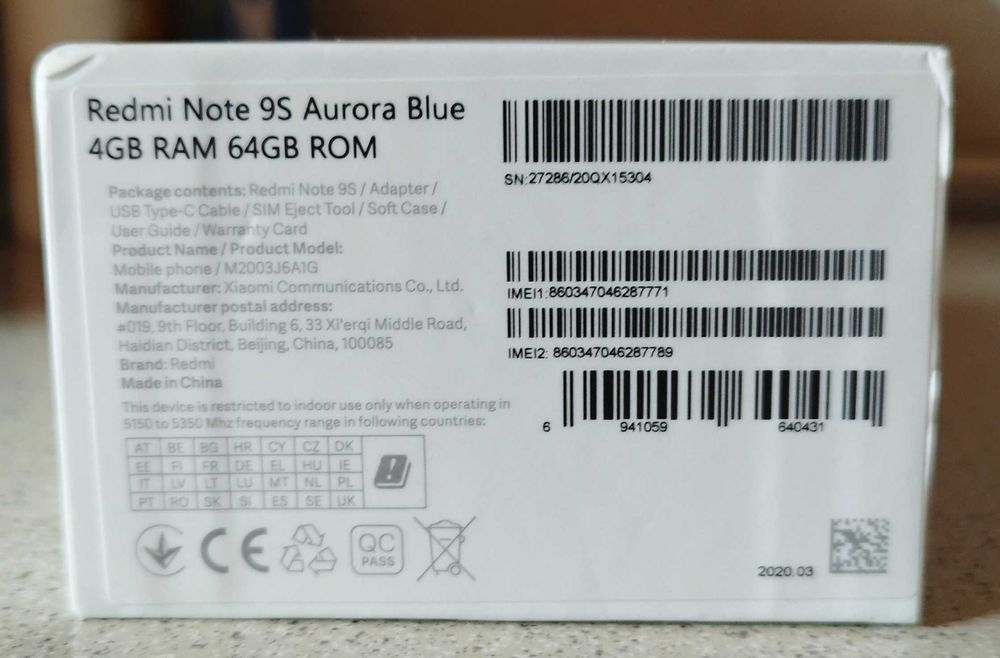 Redmi Note 9S Aurora Blue
4GB RAM 64GB ROM
Package contents: Redmi Note 9S / Adapter /
USB Type-C Cable / SIM Eject Tool / Soft Case /
User Guide / Warranty Card
Product Name / Product Model:
Mobile phone / M2003J6A1G
Manufacturer: Xiaomi Communications Co., Ltd.
Manufacturer postal address:
#019, 9th Floor, Building 6, 33 Xi'erqi Middle Road,
Haidian District, Beijing, China, 100085
Brand: Redmi
Made in China
This device is restricted to indoor use only when operating in
5150 to 5350 Mhz frequency range in following countries:
AT BE BG HR CY CZ DK
EE FI FR DE EL HU IE
IT LV LT LU MT NL PL
PT RO SK SI ES SE UK
CE
QC
PASS
SN:27286/20QX15304
IMEI1:860347046287771
IMEI2: 860347046287789
6 941059 640431
2020.03